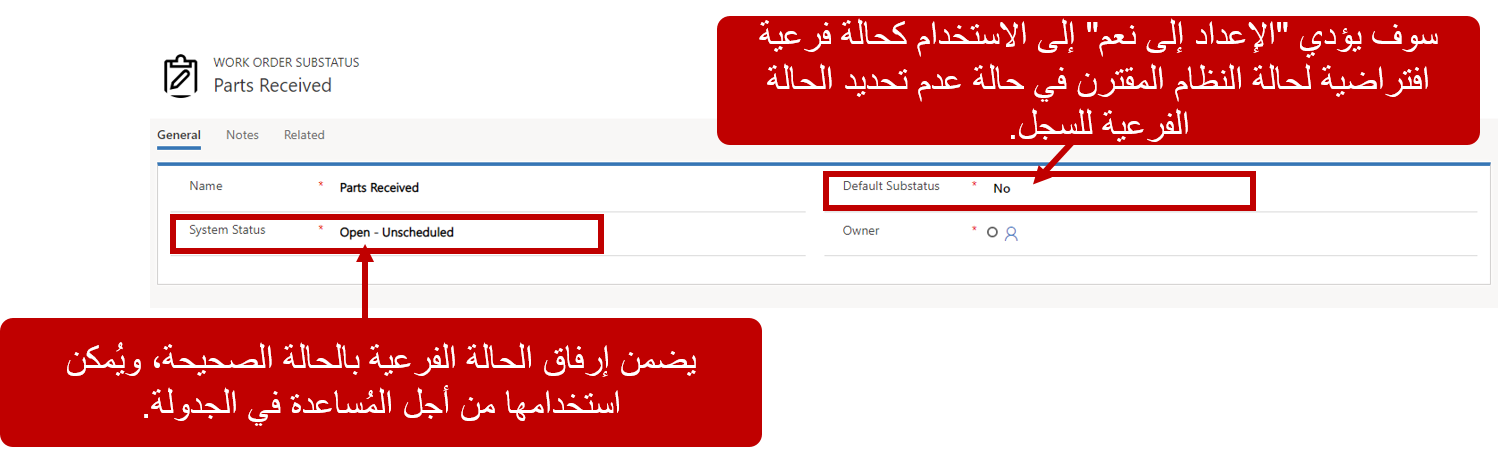 سوف يؤدي "الإعداد إلى نعم" إلى الاستخدام كحالة فرعية
افتراضية لحالة النظام المقترن في حالة عدم تحديد الحالة
الفرعية للسجل.
WORK ORDER SUBSTATUS
Parts Received
General Notes Related
Name * Parts Received Default Substatus * No
System Status * Open - Unscheduled Owner *
يضمن إرفاق الحالة الفرعية بالحالة الصحيحة، ويُمكن
استخدامها من أجل المُساعدة في الجدولة.